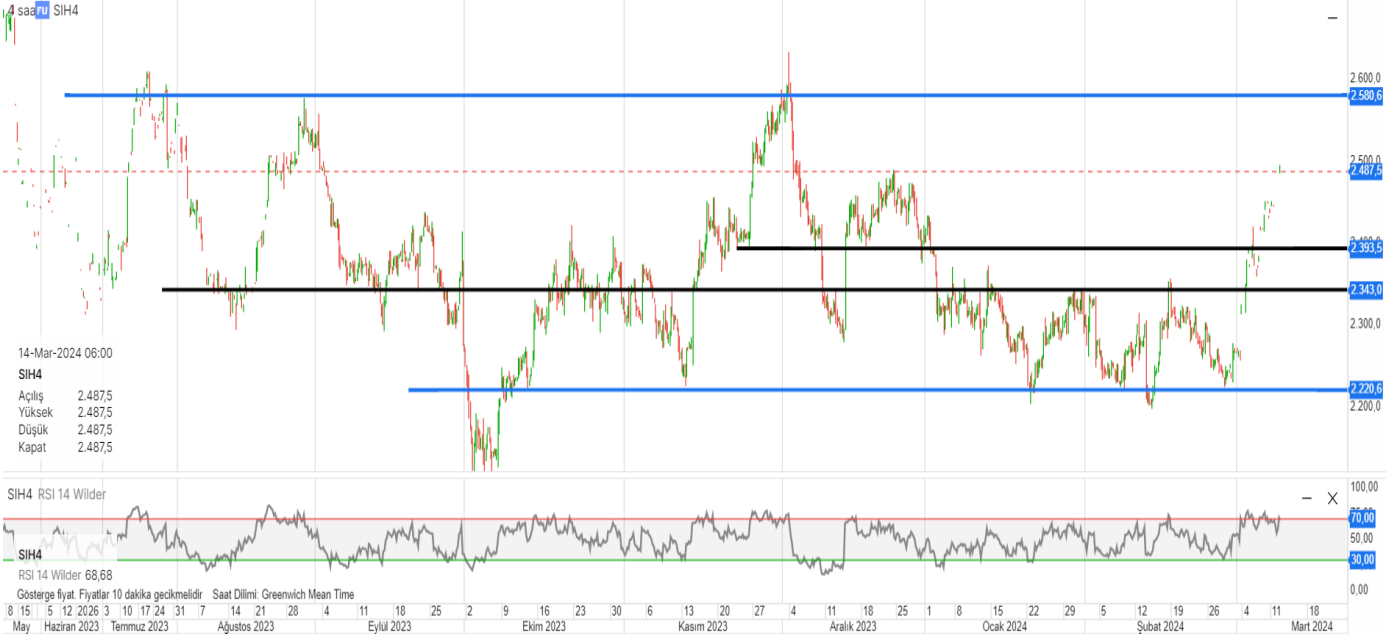 4 saa FU SIH4
2.600,0
2.580,6
2.500,0
2.487,5
2.393,5
2.343,0
2.300,0
2.220,6
2.200,0
14-Mar-2024 06:00
SIH4
Açılış 2.487,5
Yüksek 2.487,5
Düşük 2.487,5
Kapat 2.487,5
SIH4 RSI 14 Wilder
100,00
70,00
50,00
30,00
0,00
SIH4
RSI 14 Wilder 68,68
Gösterge fiyat. Fiyatlar 10 dakika gecikmelidir Saat Dilimi: Greenwich Mean Time
8 15 5 12 2026 3 10 17 24 31 7 14 21 28 4 11 18 25 2 9 16 23 30 6 13 20 27 4 11 18 25 1 8 15 22 29 5 12 19 26 4 11 18
May Haziran 2023 Temmuz 2023 Ağustos 2023 Eylül 2023 Ekim 2023 Kasım 2023 Aralık 2023 Ocak 2024 Şubat 2024 Mart 2024